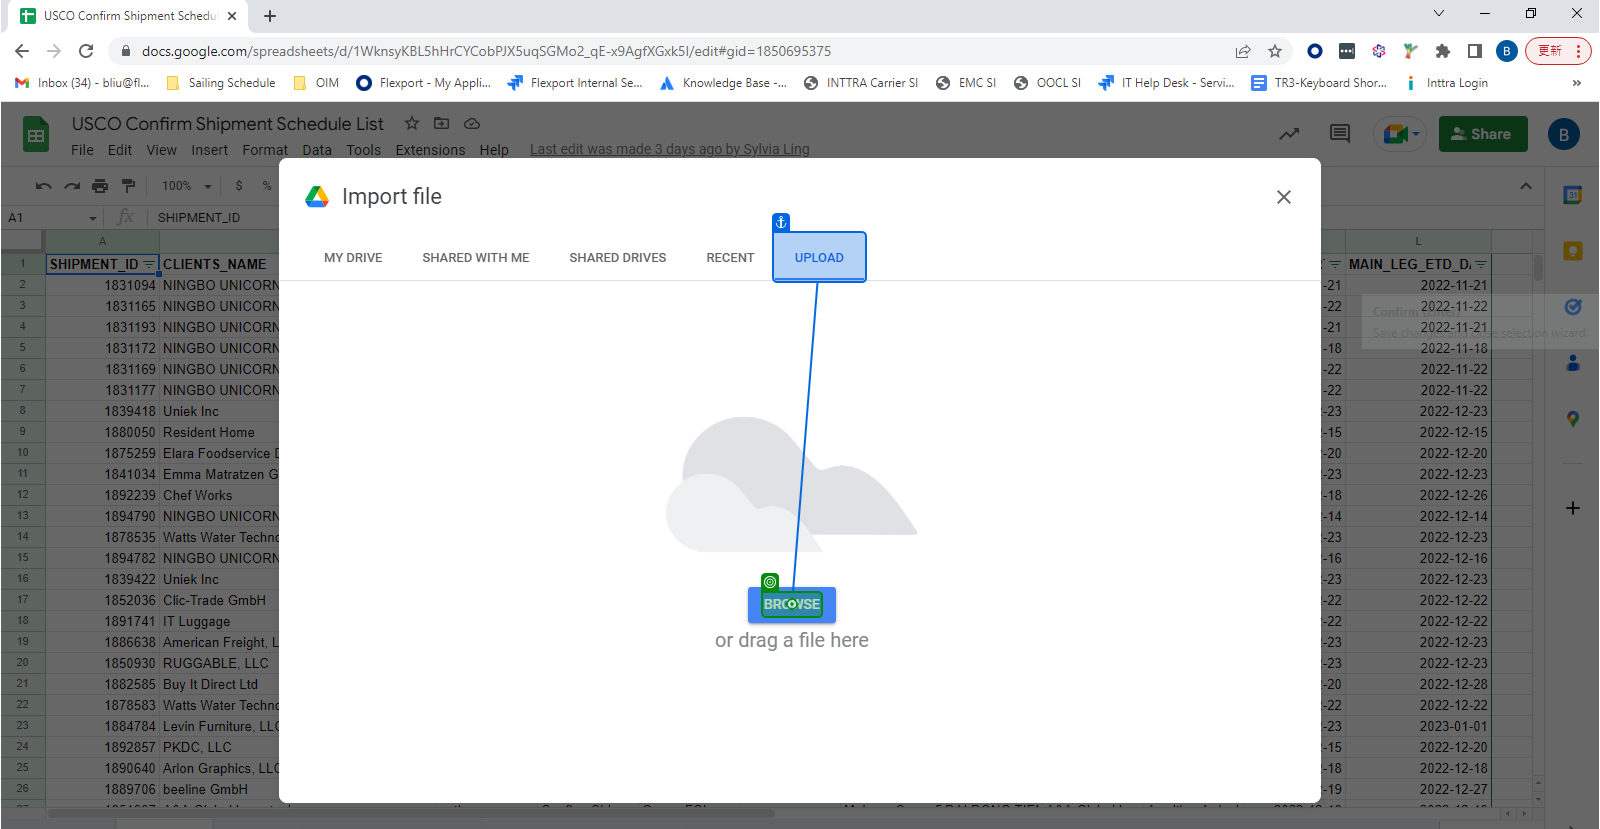 USCO Confirm Shipment Schedul
docs.google.com/spreadsheets/d/1WknsyKBL5hHrCYCobPJX5uqSGMo2_qE-x9AgfXGxk5I/edit#gid=1850695375
B
更新
Inbox (34) - bliu@fl...
Sailing Schedule
OIM
Flexport - My Appli...
Flexport Internal Se...
Knowledge Base -...
INTTRA Carrier SI
EMC SI
OOCL SI
IT Help Desk - Servi...
TR3-Keyboard Shor...
Inttra Login
»
USCO Confirm Shipment Schedule List
File Edit View Insert Format Data Tools Extensions Help
Last edit was made 3 days ago by Sylvia Ling
Share
B
100% $ %
A1 fx SHIPMENT_ID
Import file
MY DRIVE SHARED WITH ME SHARED DRIVES RECENT UPLOAD
BROWSE
or drag a file here
A L
1 SHIPMENT_ID CLIENTS_NAME MAIN_LEG_ETD_D
2 1831094 NINGBO UNICORN -21 2022-11-21
3 1831165 NINGBO UNICORN -22 2022-11-22
4 1831193 NINGBO UNICORN -21 2022-11-21
5 1831172 NINGBO UNICORN -18 2022-11-18
6 1831169 NINGBO UNICORN -22 2022-11-22
7 1831177 NINGBO UNICORN -22 2022-11-22
8 1839418 Uniek Inc -23 2022-12-23
9 1880050 Resident Home -15 2022-12-15
10 1875259 Elara Foodservice -20 2022-12-20
11 1841034 Emma Matratzen G -23 2022-12-23
12 1892239 Chef Works -18 2022-12-26
13 1894790 NINGBO UNICORN -14 2022-12-14
14 1878535 Watts Water Techno -23 2022-12-23
15 1894782 NINGBO UNICORN -16 2022-12-16
16 1839422 Uniek Inc -23 2022-12-23
17 1852036 Clic-Trade GmbH -22 2022-12-22
18 1891741 IT Luggage -22 2022-12-22
19 1886638 American Freight, L -23 2022-12-23
20 1850930 RUGGABLE, LLC -23 2022-12-23
21 1882585 Buy It Direct Ltd -20 2022-12-28
22 1878583 Watts Water Techno -22 2022-12-22
23 1884784 Levin Furniture, LLC -23 2023-01-01
24 1892857 PKDC, LLC -15 2022-12-20
25 1890640 Arlon Graphics, LLC -18 2022-12-18
26 1889706 beeline GmbH -19 2022-12-27
Confirm (Enter)
Save changes and close selection wizard.
31